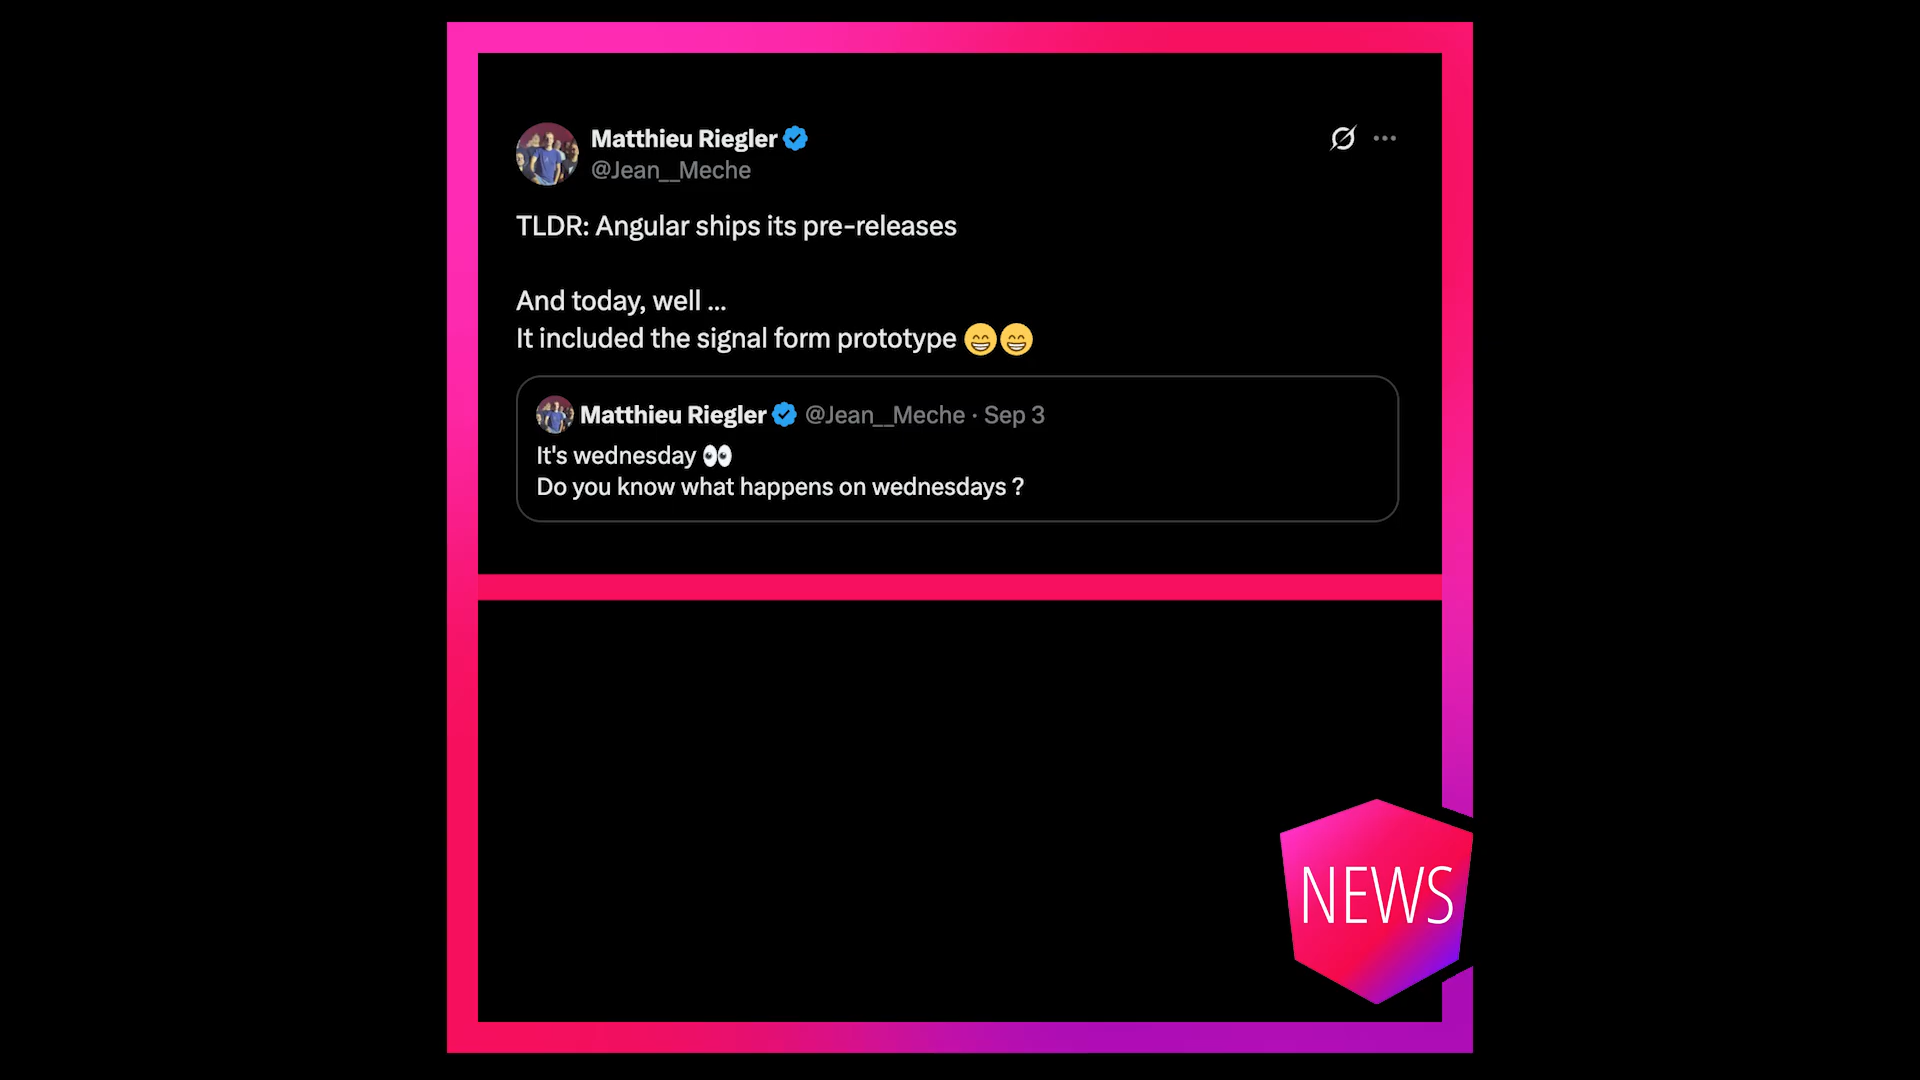 Matthieu Riegler
@Jean__Meche
TLDR: Angular ships its pre-releases
And today, well ...
It included the signal form prototype 😁😁
Matthieu Riegler @Jean__Meche · Sep 3
It's wednesday 👀
Do you know what happens on wednesdays ?
NEWS